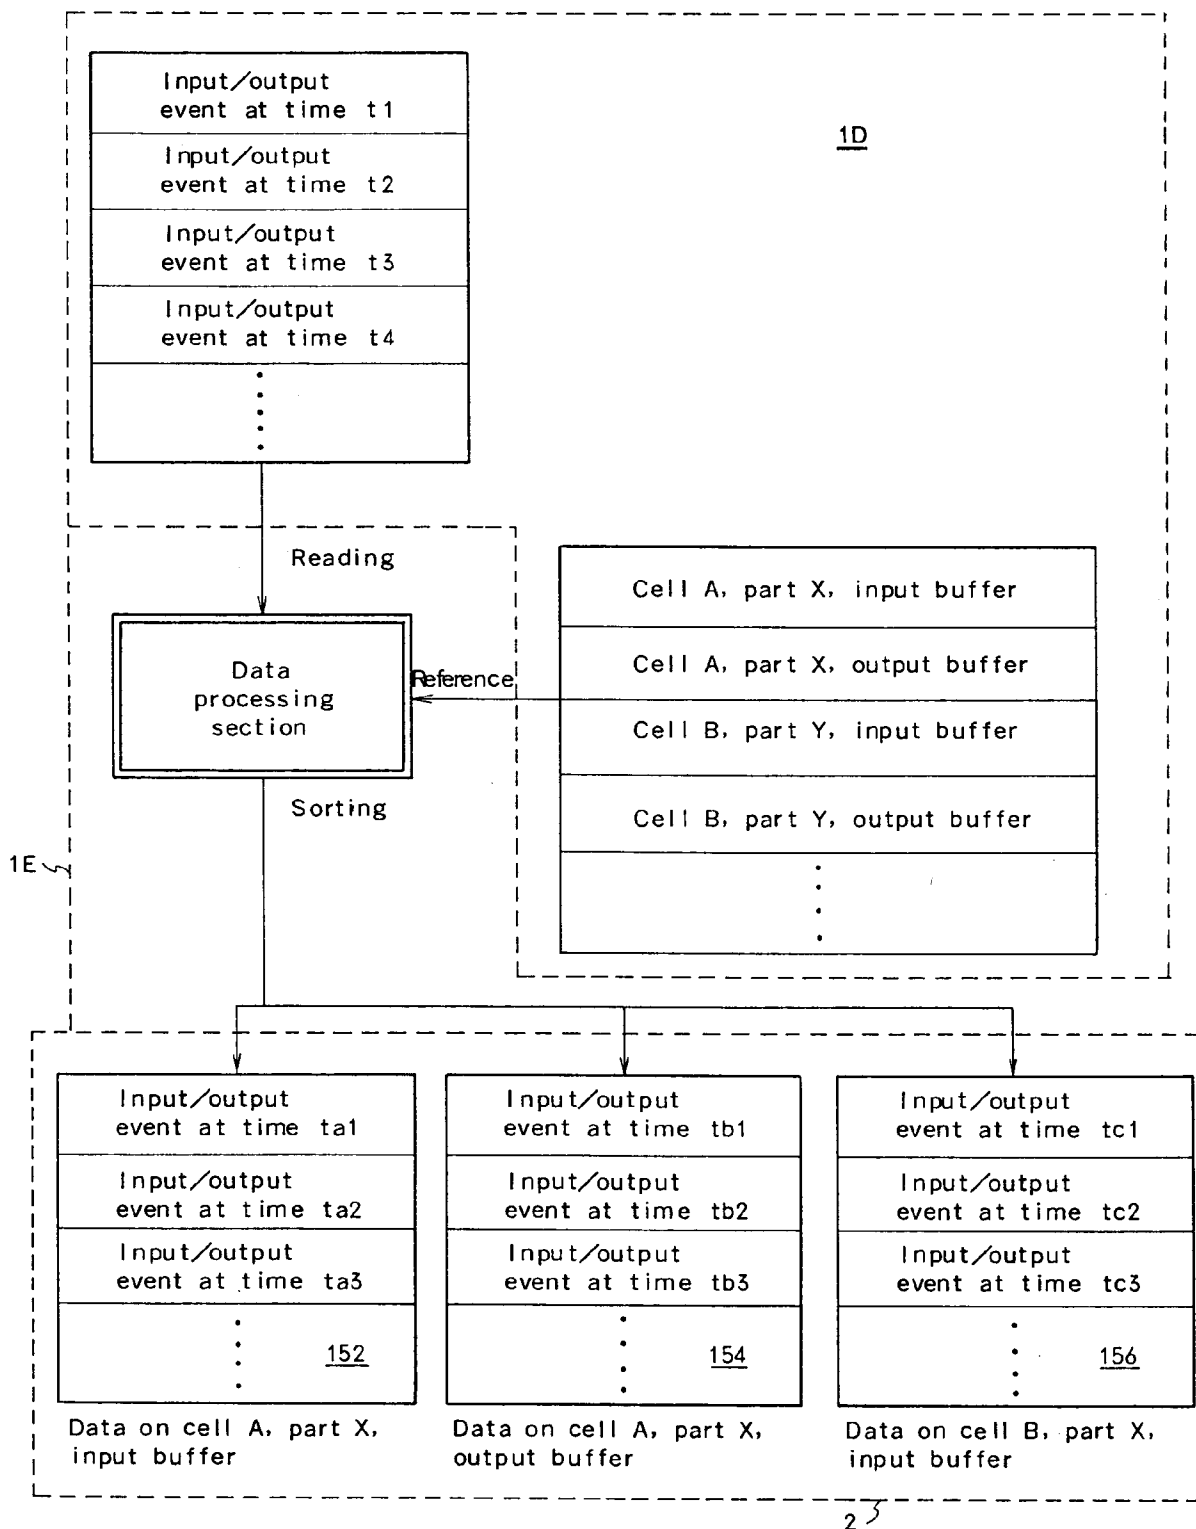 Input/output
event at time t1
1D
Input/output
event at time t2
Input/output
event at time t3
Input/output
event at time t4
Reading
Cell A, part X, input buffer
Data
processing
section
Reference
Cell A, part X, output buffer
Cell B, part Y, input buffer
Sorting
Cell B, part Y, output buffer
1E
Input/output
event at time ta1
Input/output
event at time ta2
Input/output
event at time ta3
152
Data on cell A, part X,
input buffer
Input/output
event at time tb1
Input/output
event at time tb2
Input/output
event at time tb3
154
Data on cell A, part X,
output buffer
Input/output
event at time tc1
Input/output
event at time tc2
Input/output
event at time tc3
156
Data on cell B, part X,
input buffer
2